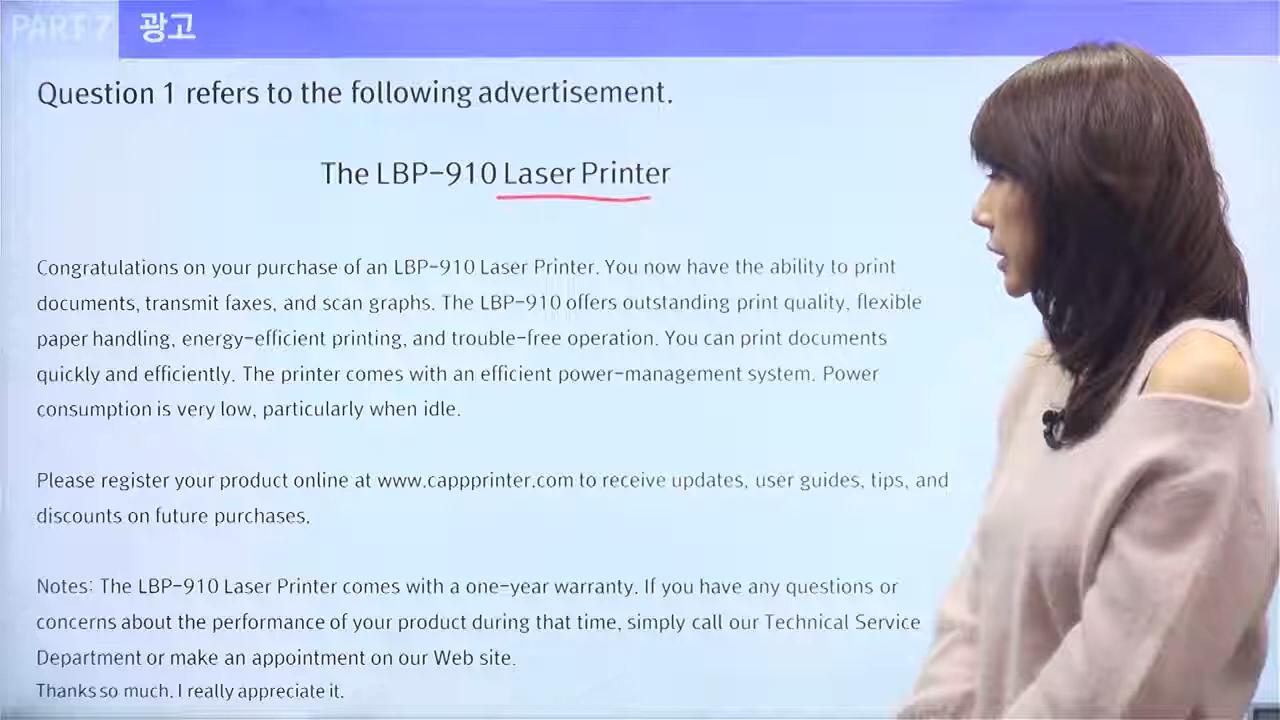 PART 7 광고
Question 1 refers to the following advertisement.
The LBP-910 Laser Printer
Congratulations on your purchase of an LBP-910 Laser Printer. You now have the ability to print
documents, transmit faxes, and scan graphs. The LBP-910 offers outstanding print quality, flexible
paper handling, energy-efficient printing, and trouble-free operation. You can print documents
quickly and efficiently. The printer comes with an efficient power-management system. Power
consumption is very low, particularly when idle.
Please register your product online at www.cappprinter.com to receive updates, user guides, tips, and
discounts on future purchases.
Notes: The LBP-910 Laser Printer comes with a one-year warranty. If you have any questions or
concerns about the performance of your product during that time, simply call our Technical Service
Department or make an appointment on our Web site.
Thanks so much. I really appreciate it.